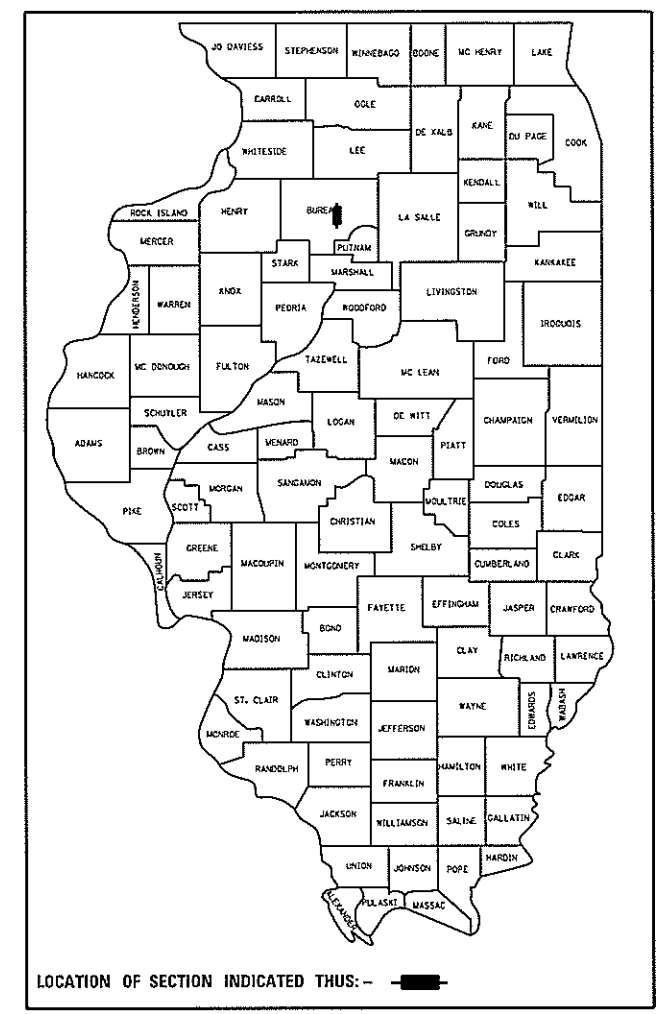 JO DAVIESS STEPHENSON WINNEBAGO BOONE MC HENRY LAKE
CARROLL OGLE DE KALB KANE DU PAGE COOK
WHITESIDE LEE KENDALL WILL
ROCK ISLAND HENRY BUREA LA SALLE GRUNDY
MERCER PUTNAM KANKAKEE
STARK MARSHALL
HENDERSON WARREN KNOX PEORIA WOODFORD LIVINGSTON IROQUOIS
HANCOCK MC DONOUGH FULTON TAZEWELL MC LEAN FORD
SCHUYLER MASON LOGAN DE WITT CHAMPAIGN VERMILION
ADAMS BROWN CASS MENARD MACON PIATT
PIKE SCOTT MORGAN SANGAMON MOULTRIE DOUGLAS EDGAR
CHRISTIAN COLES
CALHOUN GREENE MACOUPIN MONTGOMERY SHELBY CUMBERLAND CLARK
JERSEY FAYETTE EFFINGHAM JASPER CRAWFORD
MADISON BOND CLAY RICHLAND LAWRENCE
CLINTON MARION
ST. CLAIR WASHINGTON WAYNE EDWARDS WABASH
MONROE JEFFERSON
RANDOLPH PERRY HAMILTON WHITE
FRANKLIN
JACKSON WILLIAMSON SALINE GALLATIN
UNION JOHNSON POPE HARDIN
ALEXANDER PULASKI MASSAC
LOCATION OF SECTION INDICATED THUS:-